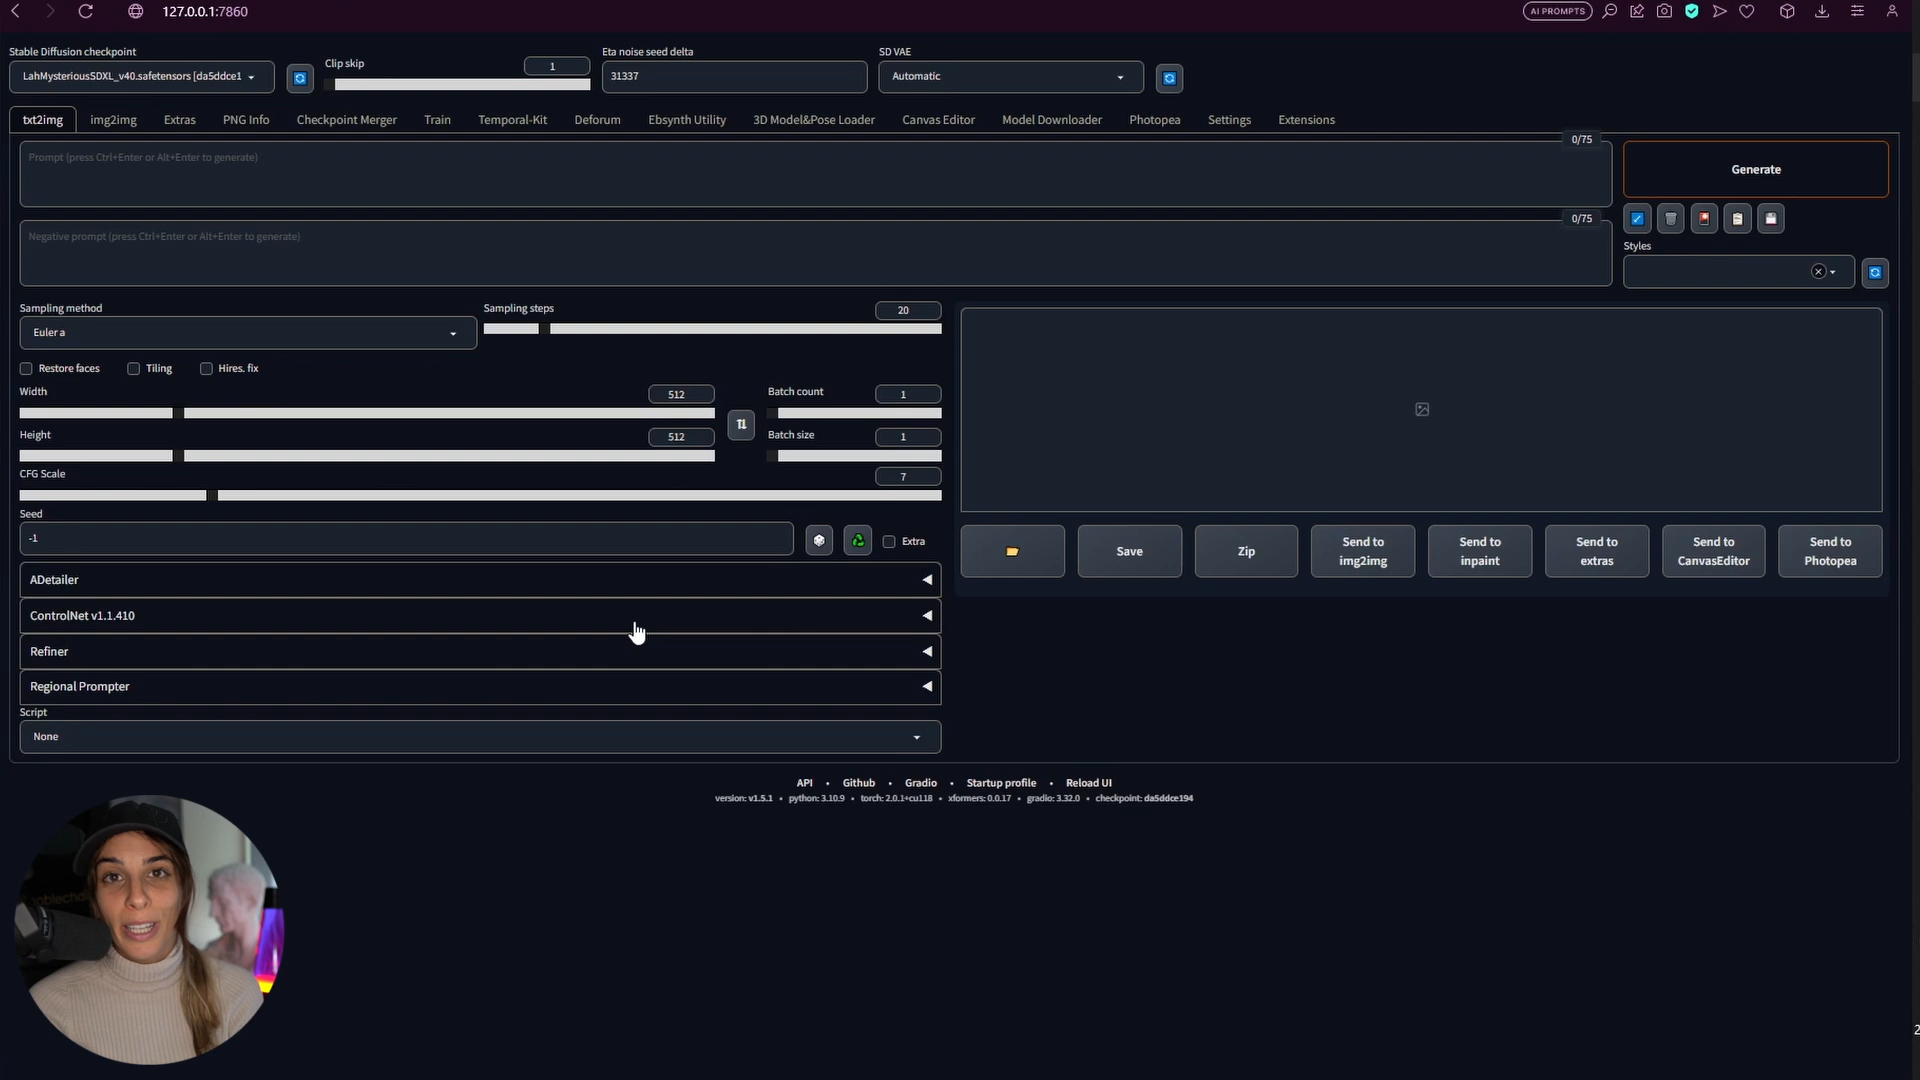 127.0.0.1:7860
AI PROMPTS
Stable Diffusion checkpoint
LahMysteriousSDXL_v40.safetensors [da5ddce1
Clip skip
1
Eta noise seed delta
31337
SD VAE
Automatic
txt2img img2img Extras PNG Info Checkpoint Merger Train Temporal-Kit Deforum Ebsynth Utility 3D Model&Pose Loader Canvas Editor Model Downloader Photopea Settings Extensions
0/75
Prompt (press Ctrl+Enter or Alt+Enter to generate)
Generate
0/75
Negative prompt (press Ctrl+Enter or Alt+Enter to generate)
Styles
Sampling method
Euler a
Sampling steps
20
Restore faces Tiling Hires. fix
Width
512
Batch count
1
Height
512
Batch size
1
CFG Scale
7
Seed
-1
Extra
Save
Zip
Send to
img2img
Send to
inpaint
Send to
extras
Send to
CanvasEditor
Send to
Photopea
ADetailer
ControlNet v1.1.410
Refiner
Regional Prompter
Script
None
API • Github • Gradio • Startup profile • Reload UI
version: v1.5.1 • python: 3.10.9 • torch: 2.0.1+cu118 • xformers: 0.0.17 • gradio: 3.32.0 • checkpoint: da5ddce194